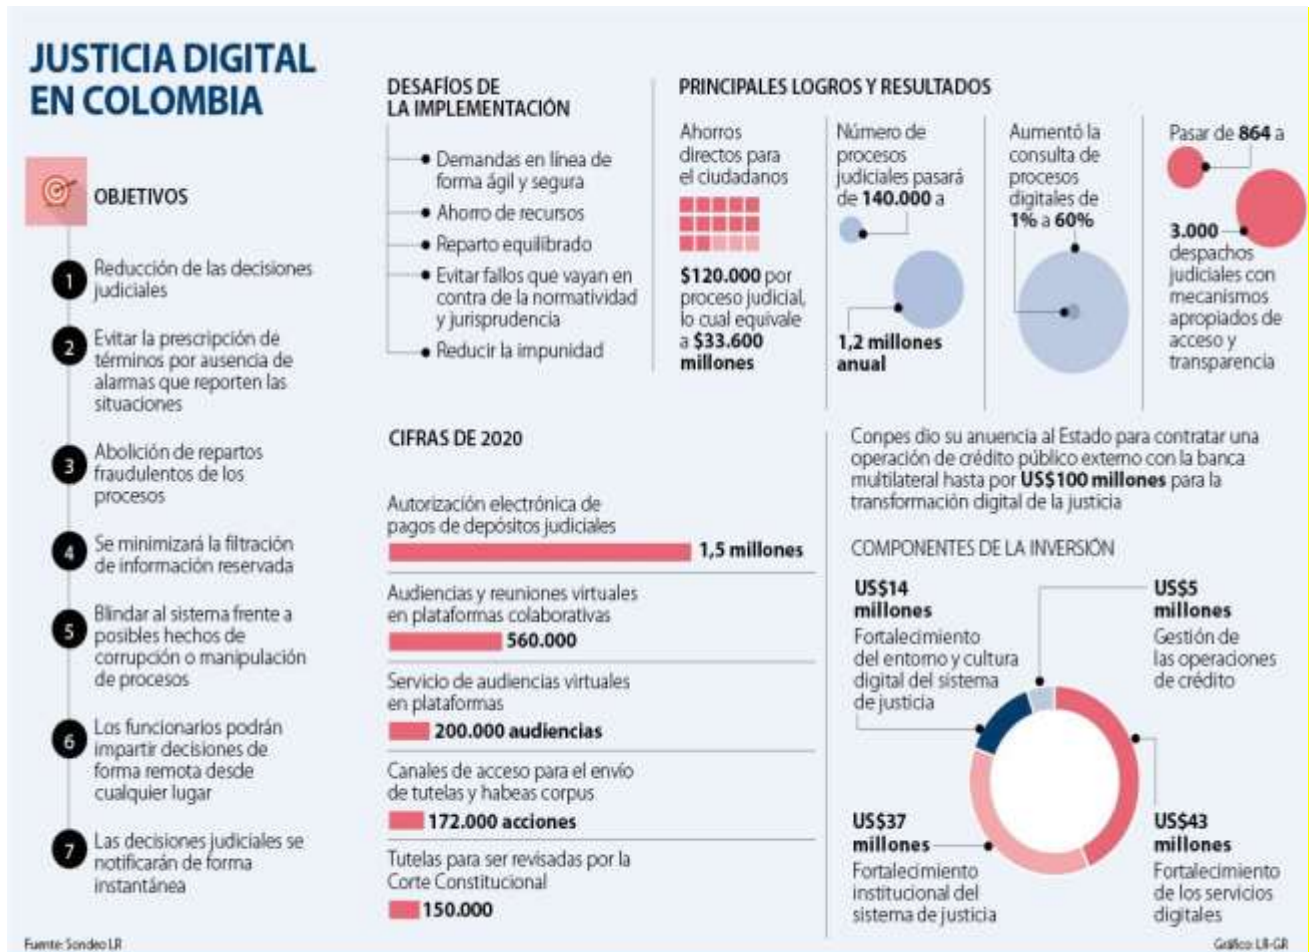 JUSTICIA DIGITAL
EN COLOMBIA
OBJETIVOS
1
Reducción de las decisiones
judiciales
2
Evitar la prescripción de
términos por ausencia de
alarmas que reporten las
situaciones
3
Abolición de repartos
fraudulentos de los
procesos
4
Se minimizará la filtración
de información reservada
5
Blindar al sistema frente a
posibles hechos de
corrupción o manipulación
de procesos
6
Los funcionarios podrán
impartir decisiones de
forma remota desde
cualquier lugar
7
Las decisiones judiciales se
notificarán de forma
instantánea
DESAFÍOS DE
LA IMPLEMENTACIÓN
Demandas en línea de
forma ágil y segura
Ahorro de recursos
Reparto equilibrado
Evitar fallos que vayan en
contra de la normatividad
y jurisprudencia
Reducir la impunidad
PRINCIPALES LOGROS Y RESULTADOS
Ahorros
directos para
el ciudadanos
$120.000 por
proceso judicial,
lo cual equivale
a $33.600
millones
Número de
procesos
judiciales pasará
de 140.000 a
1,2 millones
anual
Aumentó la
consulta de
procesos
digitales de
1% a 60%
Pasar de 864 a
3.000
despachos
judiciales con
mecanismos
apropiados de
acceso y
transparencia
CIFRAS DE 2020
Autorización electrónica de
pagos de depósitos judiciales
1,5 millones
Audiencias y reuniones virtuales
en plataformas colaborativas
560.000
Servicio de audiencias virtuales
en plataformas
200.000 audiencias
Canales de acceso para el envío
de tutelas y habeas corpus
172.000 acciones
Tutelas para ser revisadas por la
Corte Constitucional
150.000
Conpes dio su anuencia al Estado para contratar una
operación de crédito público externo con la banca
multilateral hasta por US$100 millones para la
transformación digital de la justicia
COMPONENTES DE LA INVERSIÓN
US$14
millones
Fortalecimiento
del entorno y cultura
digital del sistema
de justicia
US$5
millones
Gestión de
las operaciones
de crédito
US$37
millones
Fortalecimiento
institucional del
sistema de justicia
US$43
millones
Fortalecimiento
de los servicios
digitales
Fuente: Sondeo LR
Gráfico: LR-GR